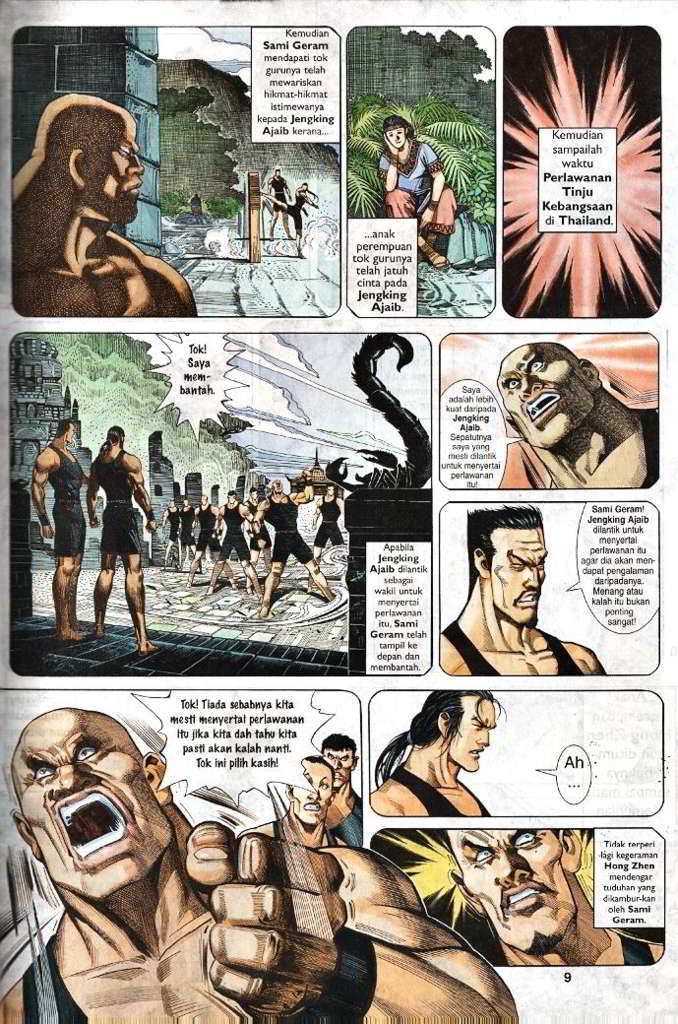 Kemudian
Sami Geram
mendapati tok
gurunya telah
mewariskan
hikmat-hikmat
istimewanya
kepada Jengking
Ajaib kerana...
...anak
perempuan
tok gurunya
telah jatuh
cinta pada
Jengking
Ajaib.
Kemudian
sampailah
waktu
Perlawanan
Tinju
Kebangsaan
di Thailand.
Tok!
Saya
mem-
bantah.
Apabila
Jengking
Ajaib dilantik
sebagai
wakil untuk
menyertai
perlawanan
itu, Sami
Geram telah
tampil ke
depan dan
membantah.
Saya
adalah lebih
kuat daripada
Jengking
Ajaib.
Sepatutnya
saya yang
mesti dilantik
untuk menyertai
perlawanan
itu!
Sami Geram!
Jengking Ajaib
dilantik untuk
menyertai
perlawanan itu
agar dia akan men-
dapat pengalaman
daripadanya.
Menang atau
kalah itu bukan
penting
sangat!
Tok! Tiada sebabnya kita
mesti menyertai perlawanan
itu jika kita dah tahu kita
pasti akan kalah nanti.
Tok ini pilih kasih!
Ah
...
Tidak terperi
lagi kegeraman
Hong Zhen
mendengar
tuduhan yang
dikambur-kan
oleh Sami
Geram.
9